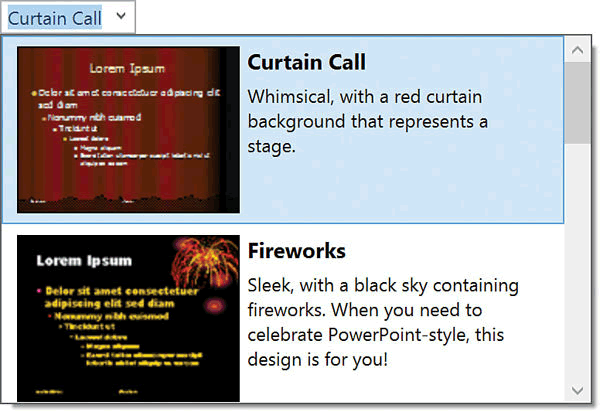 Curtain Call
Lorem Ipsum
Dolor sit amet consectetuer adipiscing elit
sed diam
Nonummy nibh euismod
Tincidunt ut
Laoreet dolore
Magna aliquam
Curtain Call
Whimsical, with a red curtain
background that represents a
stage.
Lorem Ipsum
Dolor sit amet consectetuer
adipiscing elit sed diam
Nonummy nibh euismod
Tincidunt ut
Laoreet dolore
Magna aliquam
Fireworks
Sleek, with a black sky containing
fireworks. When you need to
celebrate PowerPoint-style, this
design is for you!